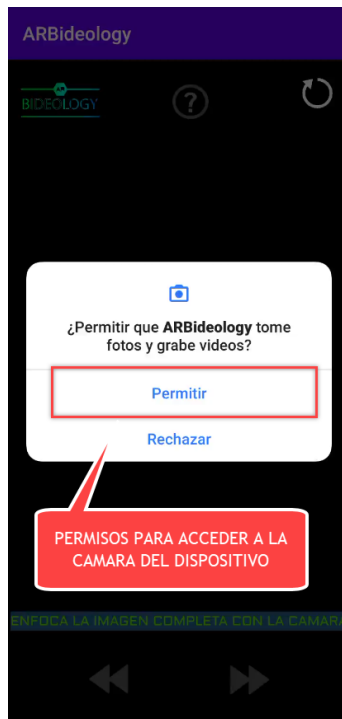 ARBideology
AR
BIDEOLOGY
?
¿Permitir que ARBideology tome
fotos y grabe videos?
Permitir
Rechazar
PERMISOS PARA ACCEDER A LA
CAMARA DEL DISPOSITIVO
ENFOCA LA IMAGEN COMPLETA CON LA CAMARA